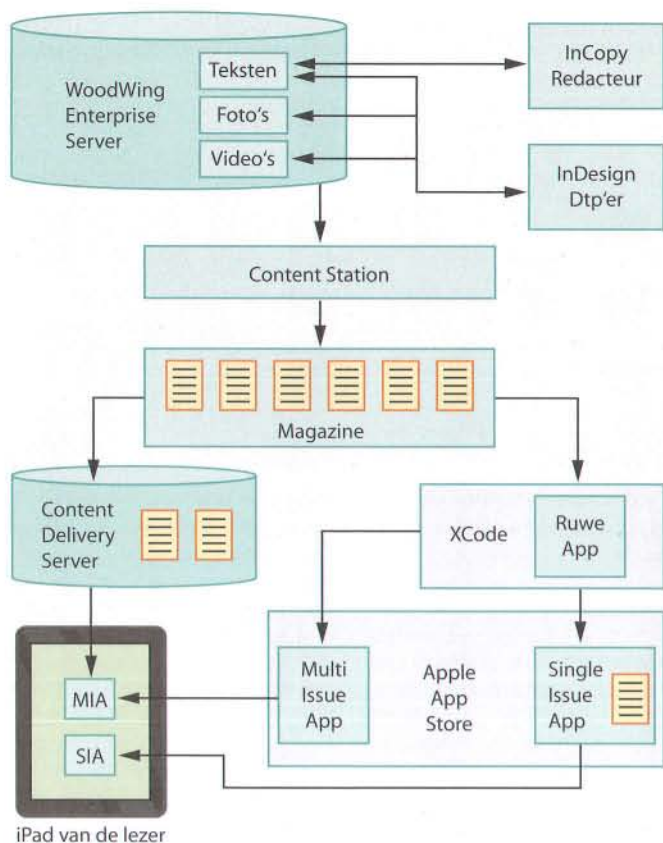 WoodWing
Enterprise
Server
Teksten
Foto's
Video's
InCopy
Redacteur
InDesign
Dtp'er
Content Station
Magazine
Content
Delivery
Server
XCode
Ruwe
App
Multi
Issue
App
Apple
App
Store
Single
Issue
App
MIA
SIA
iPad van de lezer